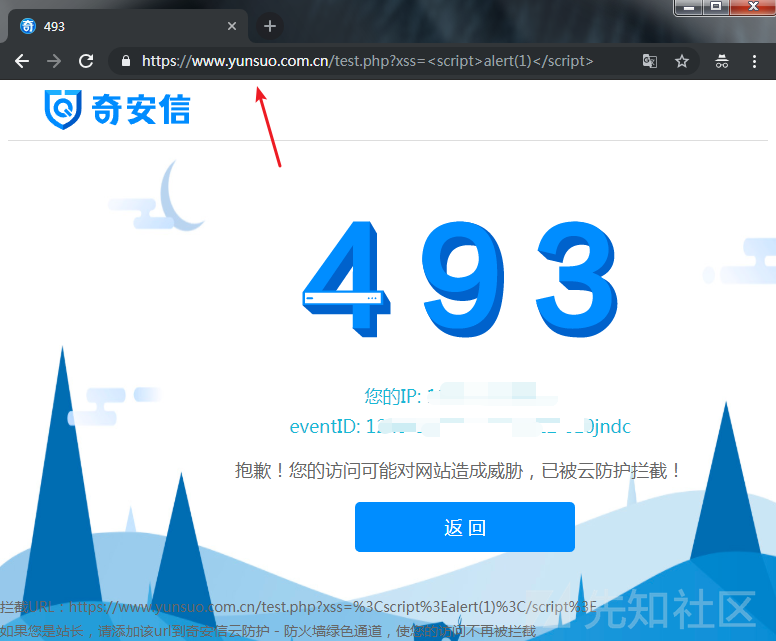 493
https://www.yunsuo.com.cn/test.php?xss=<script>alert(1)</script>
奇安信
493
您的IP:
eventID:
抱歉！您的访问可能对网站造成威胁，已被云防护拦截！
返 回
拦截URL：https://www.yunsuo.com.cn/test.php?xss=%3Cscript%3Ealert(1)%3C/script%3E
如果您是站长，请添加该url到奇安信云防护 - 防火墙绿色通道，使您的访问不再被拦截
先知社区